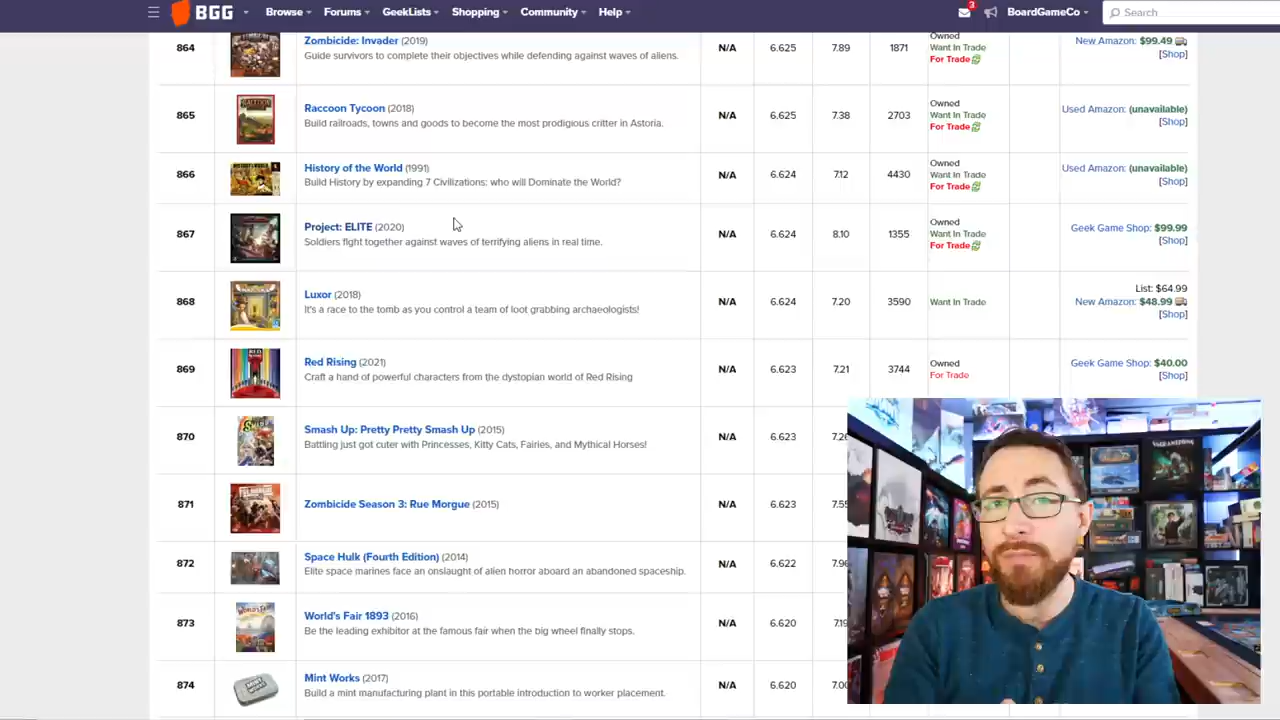 BGG Browse Forums GeekLists Shopping Community Help 3 BoardGameCo Search
864 Zombicide: Invader (2019) N/A 6.625 7.89 1871 Owned New Amazon: $99.49
Guide survivors to complete their objectives while defending against waves of aliens. Want In Trade [Shop]
For Trade
865 Raccoon Tycoon (2018) N/A 6.625 7.38 2703 Owned Used Amazon: (unavailable)
Build railroads, towns and goods to become the most prodigious critter in Astoria. Want In Trade [Shop]
For Trade
866 History of the World (1991) N/A 6.624 7.12 4430 Owned Used Amazon: (unavailable)
Build History by expanding 7 Civilizations: who will Dominate the World? Want In Trade [Shop]
For Trade
867 Project: ELITE (2020) N/A 6.624 8.10 1355 Owned Geek Game Shop: $99.99
Soldiers fight together against waves of terrifying aliens in real time. Want In Trade [Shop]
For Trade
868 Luxor (2018) N/A 6.624 7.20 3590 List: $64.99
It's a race to the tomb as you control a team of loot grabbing archaeologists! Want In Trade New Amazon: $48.99
[Shop]
869 Red Rising (2021) N/A 6.623 7.21 3744 Owned Geek Game Shop: $40.00
Craft a hand of powerful characters from the dystopian world of Red Rising For Trade [Shop]
870 Smash Up: Pretty Pretty Smash Up (2015) N/A 6.623
Battling just got cuter with Princesses, Kitty Cats, Fairies, and Mythical Horses!
871 Zombicide Season 3: Rue Morgue (2015) N/A 6.623 7.55
872 Space Hulk (Fourth Edition) (2014) N/A 6.622
Elite space marines face an onslaught of alien horror aboard an abandoned spaceship.
873 World's Fair 1893 (2016) N/A 6.620
Be the leading exhibitor at the famous fair when the big wheel finally stops.
874 Mint Works (2017) N/A 6.620
Build a mint manufacturing plant in this portable introduction to worker placement.